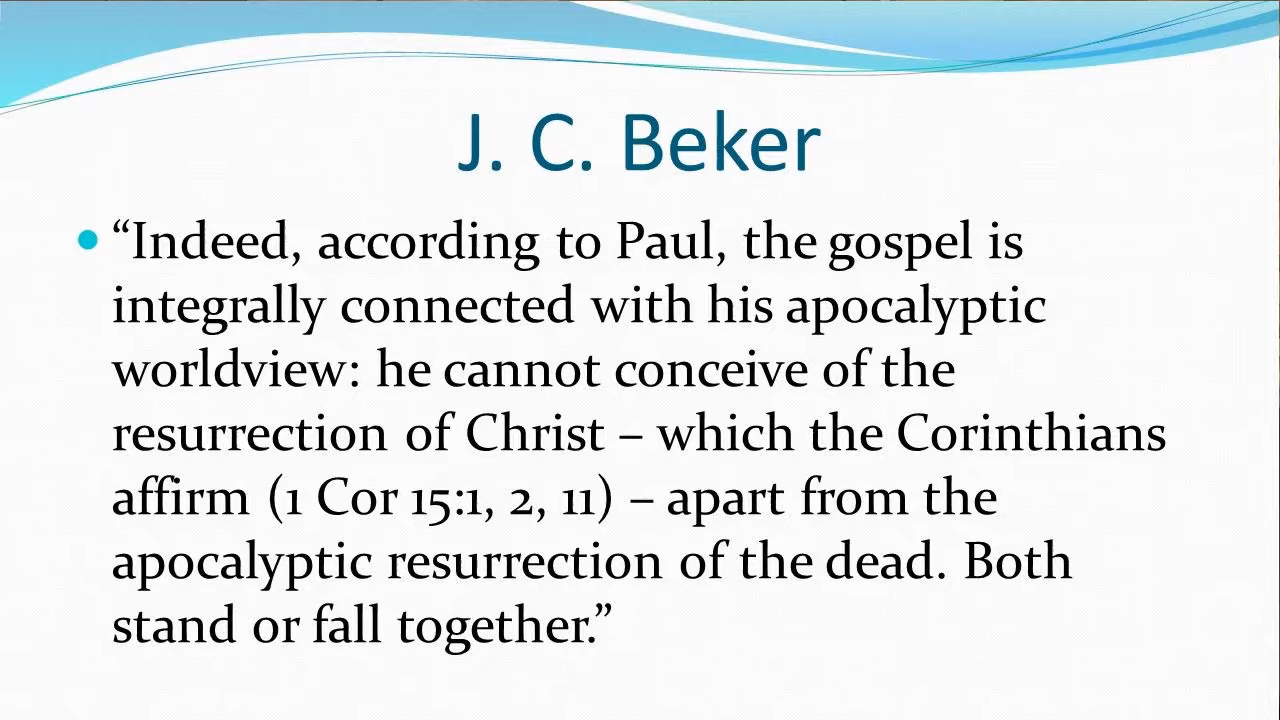 J. C. Beker
• “Indeed, according to Paul, the gospel is
integrally connected with his apocalyptic
worldview: he cannot conceive of the
resurrection of Christ – which the Corinthians
affirm (1 Cor 15:1, 2, 11) – apart from the
apocalyptic resurrection of the dead. Both
stand or fall together.”